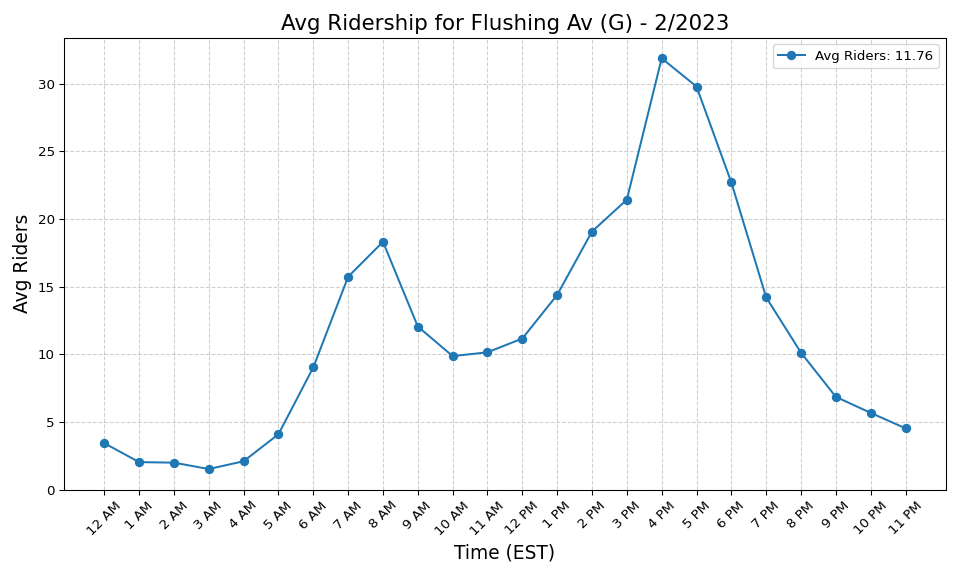 Avg Ridership for Flushing Av (G) - 2/2023
Avg Riders: 11.76
Avg Riders
30
25
20
15
10
5
0
12 AM
1 AM
2 AM
3 AM
4 AM
5 AM
6 AM
7 AM
8 AM
9 AM
10 AM
11 AM
12 PM
1 PM
2 PM
3 PM
4 PM
5 PM
6 PM
7 PM
8 PM
9 PM
10 PM
11 PM
Time (EST)